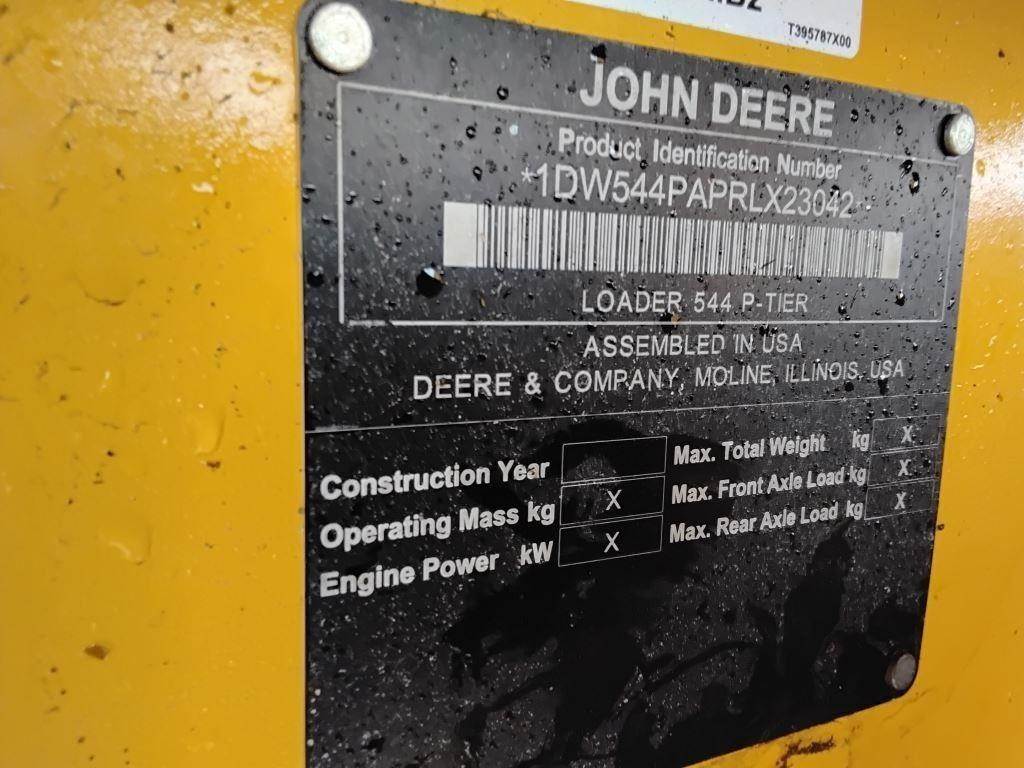 T395787X00
JOHN DEERE
Product Identification Number
*1DW544PAPRLX23042
LOADER 544 P-TIER
ASSEMBLED IN USA
DEERE & COMPANY, MOLINE, ILLINOIS, USA
Construction Year
Operating Mass kg X
Engine Power kW X
Max. Total Weight kg X
Max. Front Axle Load kg X
Max. Rear Axle Load kg X